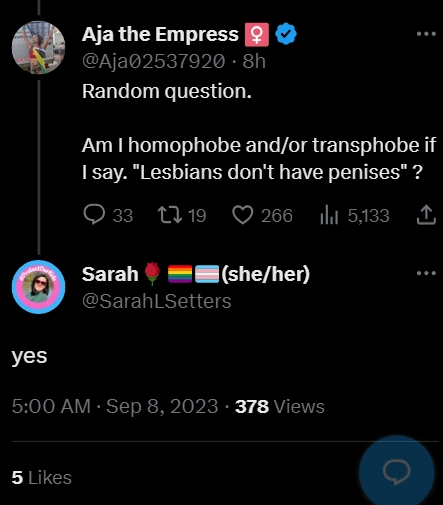 Aja the Empress 🚺
@Aja02537920 · 8h
Random question.
Am I homophobe and/or transphobe if
I say. "Lesbians don't have penises" ?
33 19 266 5,133
Sarah🌹🏳️‍🌈🏳️‍⚧️(she/her)
@SarahLSetters
yes
5:00 AM · Sep 8, 2023 · 378 Views
5 Likes